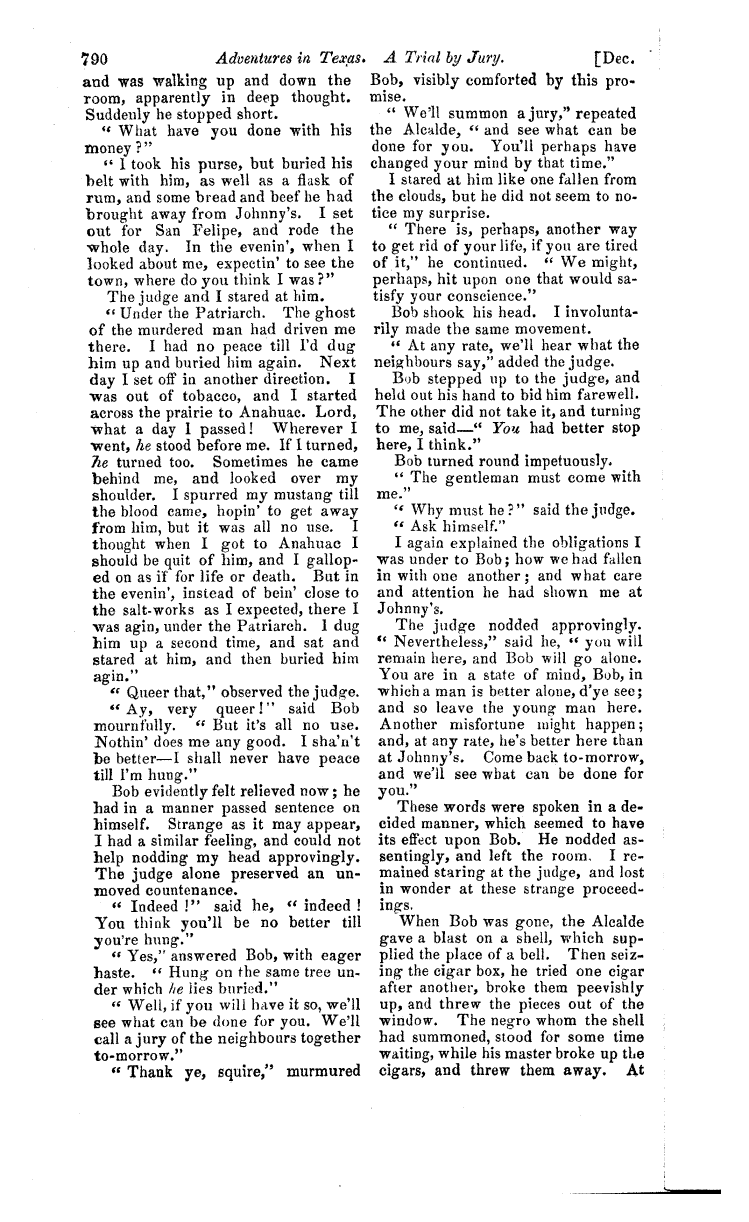 790 Adventures in Texas. A Trial by Jury. [Dec.
and was walking up and down the
room, apparently in deep thought.
Suddenly he stopped short.
“ What have you done with his
money ?”
“ I took his purse, but buried his
belt with him, as well as a flask of
rum, and some bread and beef he had
brought away from Johnny's. I set
out for San Felipe, and rode the
whole day. In the evenin', when I
looked about me, expectin' to see the
town, where do you think I was?”
The judge and I stared at him.
“ Under the Patriarch. The ghost
of the murdered man had driven me
there. I had no peace till I'd dug
him up and buried him again. Next
day I set off in another direction. I
was out of tobacco, and I started
across the prairie to Anahuac. Lord,
what a day I passed! Wherever I
went, he stood before me. If I turned,
he turned too. Sometimes he came
behind me, and looked over my
shoulder. I spurred my mustang till
the blood came, hopin' to get away
from him, but it was all no use. I
thought when I got to Anahuac I
should be quit of him, and I gallop-
ed on as if for life or death. But in
the evenin', instead of bein' close to
the salt-works as I expected, there I
was agin, under the Patriarch. I dug
him up a second time, and sat and
stared at him, and then buried him
agin.”
“ Queer that,” observed the judge.
“ Ay, very queer!” said Bob
mournfully. “ But it's all no use.
Nothin' does me any good. I sha'n't
be better—I shall never have peace
till I'm hung.”
Bob evidently felt relieved now; he
had in a manner passed sentence on
himself. Strange as it may appear,
I had a similar feeling, and could not
help nodding my head approvingly.
The judge alone preserved an un-
moved countenance.
“ Indeed !” said he, “ indeed !
You think you'll be no better till
you're hung.”
“ Yes,” answered Bob, with eager
haste. “ Hung on the same tree un-
der which he lies buried.”
“ Well, if you will have it so, we'll
see what can be done for you. We'll
call a jury of the neighbours together
to-morrow.”
“ Thank ye, squire,” murmured
Bob, visibly comforted by this pro-
mise.
“ We'll summon a jury,” repeated
the Alcalde, “ and see what can be
done for you. You'll perhaps have
changed your mind by that time.”
I stared at him like one fallen from
the clouds, but he did not seem to no-
tice my surprise.
“ There is, perhaps, another way
to get rid of your life, if you are tired
of it,” he continued. “ We might,
perhaps, hit upon one that would sa-
tisfy your conscience.”
Bob shook his head. I involunta-
rily made the same movement.
“ At any rate, we'll hear what the
neighbours say,” added the judge.
Bob stepped up to the judge, and
held out his hand to bid him farewell.
The other did not take it, and turning
to me, said—“ You had better stop
here, I think.”
Bob turned round impetuously.
“ The gentleman must come with
me.”
“ Why must he ?” said the judge.
“ Ask himself.”
I again explained the obligations I
was under to Bob; how we had fallen
in with one another ; and what care
and attention he had shown me at
Johnny's.
The judge nodded approvingly.
“ Nevertheless,” said he, “ you will
remain here, and Bob will go alone.
You are in a state of mind, Bob, in
which a man is better alone, d'ye see;
and so leave the young man here.
Another misfortune might happen;
and, at any rate, he's better here than
at Johnny's. Come back to-morrow,
and we'll see what can be done for
you.”
These words were spoken in a de-
cided manner, which seemed to have
its effect upon Bob. He nodded as-
sentingly, and left the room. I re-
mained staring at the judge, and lost
in wonder at these strange proceed-
ings.
When Bob was gone, the Alcalde
gave a blast on a shell, which sup-
plied the place of a bell. Then seiz-
ing the cigar box, he tried one cigar
after another, broke them peevishly
up, and threw the pieces out of the
window. The negro whom the shell
had summoned, stood for some time
waiting, while his master broke up the
cigars, and threw them away. At